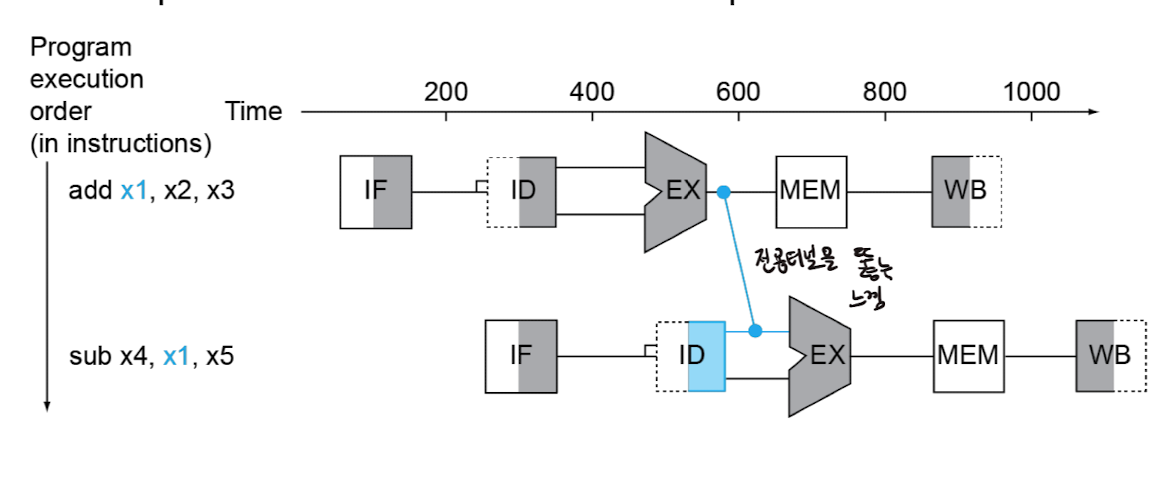 Program
execution
order
(in instructions)
Time
200 400 600 800 1000
add x1, x2, x3
IF ID EX MEM WB
전용터널을 뚫는
느낌
sub x4, x1, x5
IF ID EX MEM WB